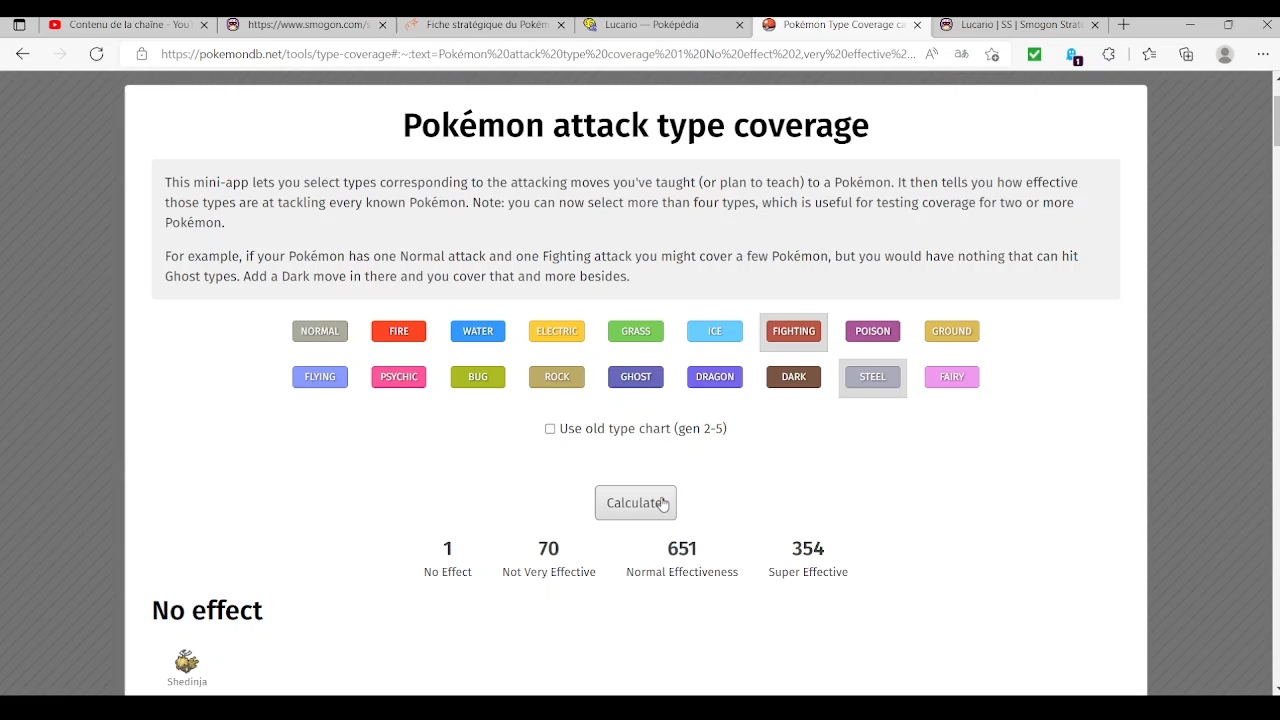 Contenu de la chaîne - You
https://www.smogon.com/s
Fiche stratégique du Pokém
Lucario — Poképédia
Pokémon Type Coverage ca
Lucario | SS | Smogon Strat
https://pokemondb.net/tools/type-coverage#:~:text=Pokémon%20attack%20type%20coverage%201%20No%20effect%202,very%20effective%2...
1
Pokémon attack type coverage
This mini-app lets you select types corresponding to the attacking moves you've taught (or plan to teach) to a Pokémon. It then tells you how effective
those types are at tackling every known Pokémon. Note: you can now select more than four types, which is useful for testing coverage for two or more
Pokémon.
For example, if your Pokémon has one Normal attack and one Fighting attack you might cover a few Pokémon, but you would have nothing that can hit
Ghost types. Add a Dark move in there and you cover that and more besides.
NORMAL FIRE WATER ELECTRIC GRASS ICE FIGHTING POISON GROUND
FLYING PSYCHIC BUG ROCK GHOST DRAGON DARK STEEL FAIRY
Use old type chart (gen 2-5)
Calculate
1 70 651 354
No Effect Not Very Effective Normal Effectiveness Super Effective
No effect
Shedinja